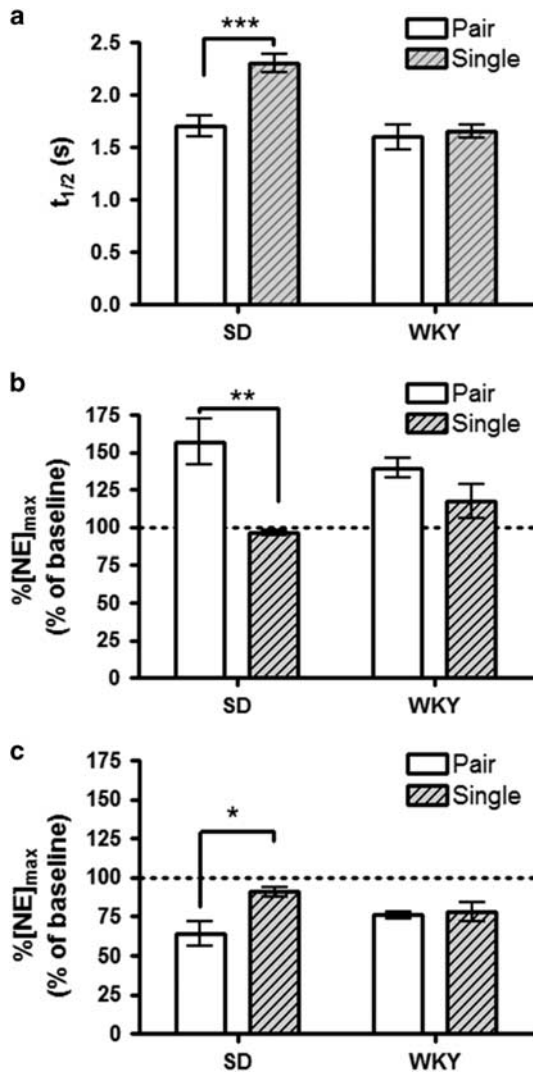 a
***
Pair
Single
2.5
2.0
1.5
1.0
0.5
0.0
t1/2 (s)
SD
WKY
b
**
Pair
Single
175
150
125
100
75
50
25
0
%[NE]max
(% of baseline)
SD
WKY
c
*
Pair
Single
175
150
125
100
75
50
25
0
%[NE]max
(% of baseline)
SD
WKY